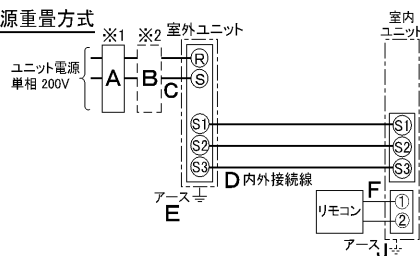 源重畳方式
※1 ※2 室外ユニット
室内
ユニット
ユニット電源
単相 200V
A
B
C
R
S
S1
S2
S3
S1
S2
S3
D 内外接続線
アース
E
F
リモコン
①
②
アース
J